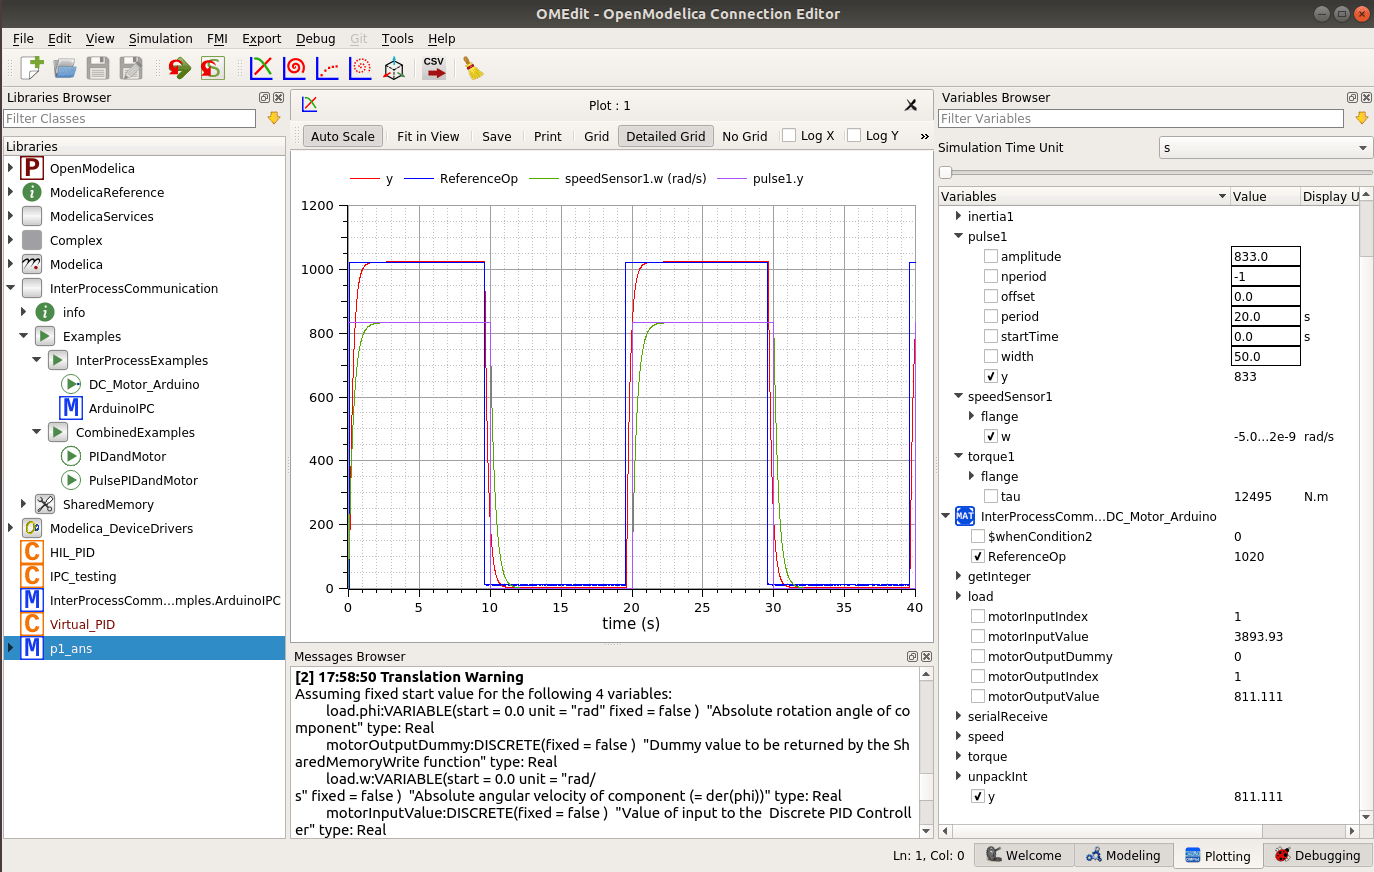 OMEdit - OpenModelica Connection Editor
File Edit View Simulation FMI Export Debug Git Tools Help
CSV
Libraries Browser
Filter Classes
Libraries
P OpenModelica
i ModelicaReference
ModelicaServices
Complex
Modelica
InterProcessCommunication
i info
Examples
InterProcessExamples
DC_Motor_Arduino
M ArduinoIPC
CombinedExamples
PIDandMotor
PulsePIDandMotor
SharedMemory
Modelica_DeviceDrivers
C HIL_PID
C IPC_testing
M InterProcessComm...mples.ArduinoIPC
C Virtual_PID
M p1_ans
Plot : 1
Auto Scale Fit in View Save Print Grid Detailed Grid No Grid Log X Log Y »
y ReferenceOp speedSensor1.w (rad/s) pulse1.y
1200
1000
800
600
400
200
0
0 5 10 15 20 25 30 35 40
time (s)
Messages Browser
[2] 17:58:50 Translation Warning
Assuming fixed start value for the following 4 variables:
load.phi:VARIABLE(start = 0.0 unit = "rad" fixed = false ) "Absolute rotation angle of co
mponent" type: Real
motorOutputDummy:DISCRETE(fixed = false ) "Dummy value to be returned by the Sh
aredMemoryWrite function" type: Real
load.w:VARIABLE(start = 0.0 unit = "rad/
s" fixed = false ) "Absolute angular velocity of component (= der(phi))" type: Real
motorInputValue:DISCRETE(fixed = false ) "Value of input to the Discrete PID Controll
er" type: Real
Variables Browser
Filter Variables
Simulation Time Unit s
Variables Value Display U
inertia1
pulse1
amplitude 833.0
nperiod -1
offset 0.0
period 20.0 s
startTime 0.0 s
width 50.0
y 833
speedSensor1
flange
w -5.0...2e-9 rad/s
torque1
flange
tau 12495 N.m
MAT InterProcessComm...DC_Motor_Arduino
$whenCondition2 0
ReferenceOp 1020
getInteger
load
motorInputIndex 1
motorInputValue 3893.93
motorOutputDummy 0
motorOutputIndex 1
motorOutputValue 811.111
serialReceive
speed
torque
unpackInt
y 811.111
Ln: 1, Col: 0 Welcome Modeling Plotting Debugging